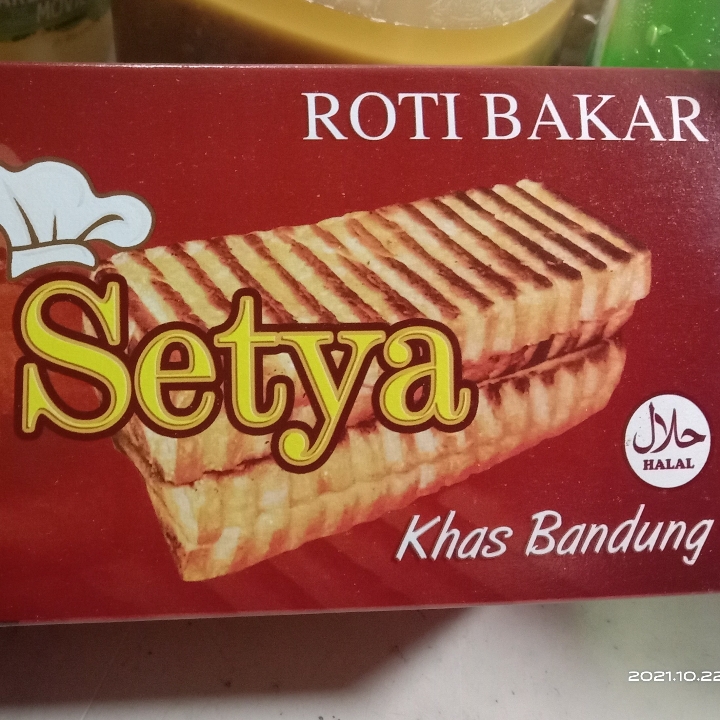 ROTI BAKAR
Setya
حلال
HALAL
Khas Bandung
2021.10.22